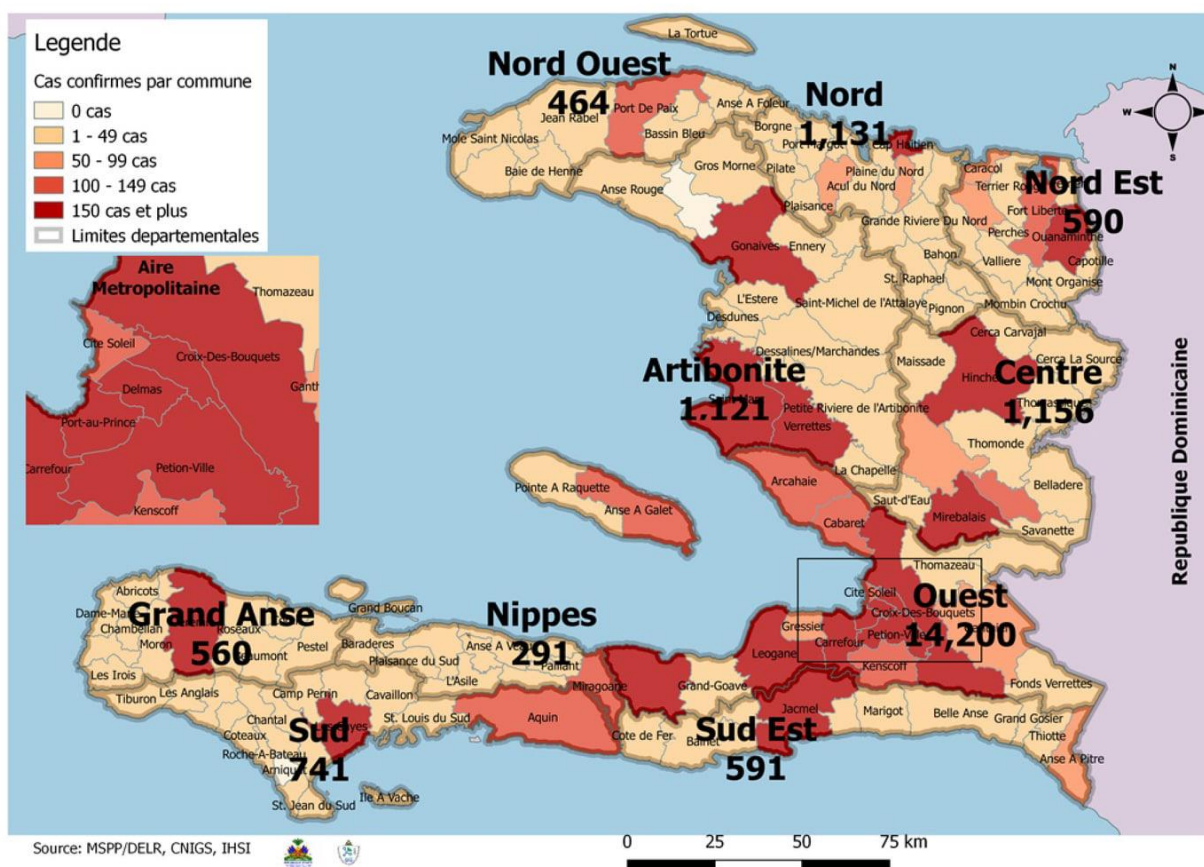 Legende
Cas confirmes par commune
0 cas
1 - 49 cas
50 - 99 cas
100 - 149 cas
150 cas et plus
Limites departementales
Aire
Metropolitaine
Thomazeau
Cite Soleil
Croix-Des-Bouquets
Delmas
Port-au-Prince
Carrefour
Petion-Ville
Kenscoff
La Tortue
Nord Ouest
464
Port De Paix
Jean Rabel
Mole Saint Nicolas
Bassin Bleu
Anse A Foleur
Baie de Henne
N
W
E
S
Nord
1,131
Borgne
Port Margot
Cap Haitien
Pilate
Plaine du Nord
Acul du Nord
Plaisance
Grande Riviere Du Nord
Bahon
St. Raphael
Pignon
Nord Est
590
Caracol
Terrier Rouge
Fort Liberte
Perches
Ouanaminthe
Capotille
Valliere
Mont Organise
Mombin Crochu
Gros Morne
Anse Rouge
Gonaives
Ennery
L'Estere
Saint-Michel de l'Attalaye
Desdunes
Dessalines/Marchandes
Artibonite
1.121
Petite Riviere de l'Artibonite
Verrettes
La Chapelle
Cerca Carvajal
Maissade
Cerca La Source
Centre
1,156
Thomonde
Belladere
Saut-d'Eau
Mirebalais
Savanette
Republique Dominicaine
Pointe A Raquette
Anse A Galet
Arcahaie
Cabaret
Thomazeau
Cite Soleil
Ouest
14,200
Croix-Des-Bouquets
Gressier
Carrefour
Petion-Ville
Leogane
Kenscoff
Grand-Goave
Fonds Verrettes
Abricots
Dame-Marie
Grand Anse
560
Chambellan
Moron
Roseaux
Beaumont
Pestel
Les Irois
Grand Boucan
Baraderes
Nippes
291
Plaisance du Sud
L'Asile
Paillant
Miragoane
Tiburon
Les Anglais
Camp Perrin
Cavaillon
St. Louis du Sud
Aquin
Chantal
Coteaux
Sud
741
Roche-A-Bateau
St. Jean du Sud
Ile A Vache
Cote de Fer
Bainet
Jacmel
Sud Est
591
Marigot
Belle Anse
Grand Gosier
Thiotte
Anse A Pitre
Source: MSPP/DELR, CNIGS, IHSI
0 25 50 75 km